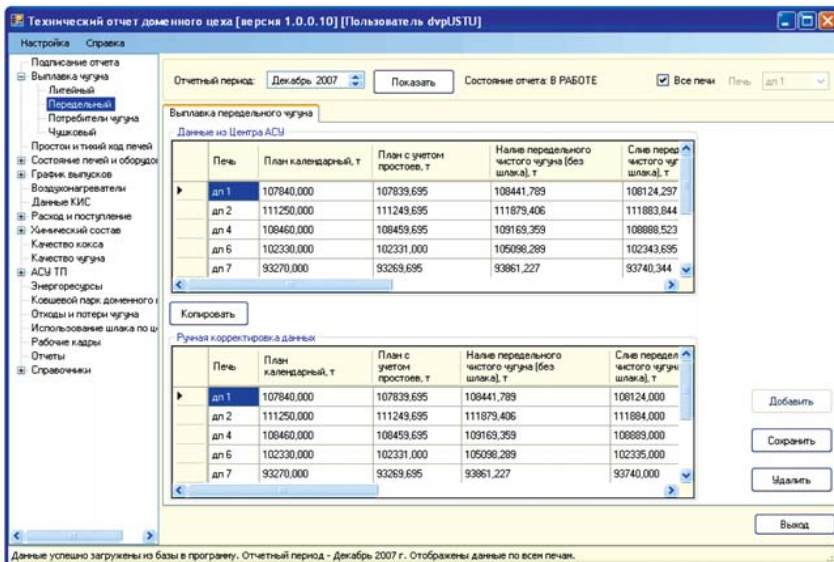 Технический отчет доменного цеха [версия 1.0.0.10] [Пользователь dvpUSTU]
Настройка Справка
Подписание отчета
Выплавка чугуна
Литейный
Передельный
Потребители чугуна
Чушковый
Простои и тихий ход печей
Состояние печей и оборудо
График выпусков
Воздухонагреватели
Данные КИС
Расход и поступление
Химический состав
Качество кокса
Качество чугуна
АСУ ТП
Энергоресурсы
Ковшевой парк доменного
Отходы и потери чугуна
Использование шлака по ц
Рабочие кадры
Отчеты
Справочники
Отчетный период: Декабрь 2007 Показать Состояние отчета: В РАБОТЕ Все печи Печь дп 1
Выплавка передельного чугуна
Данные из Центра АСУ
Печь План календарный, т План с учетом простоев, т Налив передельного чистого чугуна (без шлака), т Слив перед чистого чуг шлака), т
дп 1 107840,000 107839,695 108441,789 108124,297
дп 2 111250,000 111249,695 111879,406 111883,844
дп 4 108460,000 108459,695 109169,359 108888,523
дп 6 102330,000 102331,000 105098,289 102343,695
дп 7 93270,000 93269,695 93861,227 93740,344
Копировать
Ручная корректировка данных
Печь План календарный, т План с учетом простоев, т Налив передельного чистого чугуна (без шлака), т Слив передел чистого чугуна шлака), т
дп 1 107840,000 107839,695 108441,789 108124,000
дп 2 111250,000 111249,695 111879,406 111884,000
дп 4 108460,000 108459,695 109169,359 108889,000
дп 6 102330,000 102331,000 105098,289 102335,000
дп 7 93270,000 93269,695 93861,227 93740,000
Добавить
Сохранить
Удалить
Выход
Данные успешно загружены из базы в программу. Отчетный период - Декабрь 2007 г. Отображены данные по всем печам.